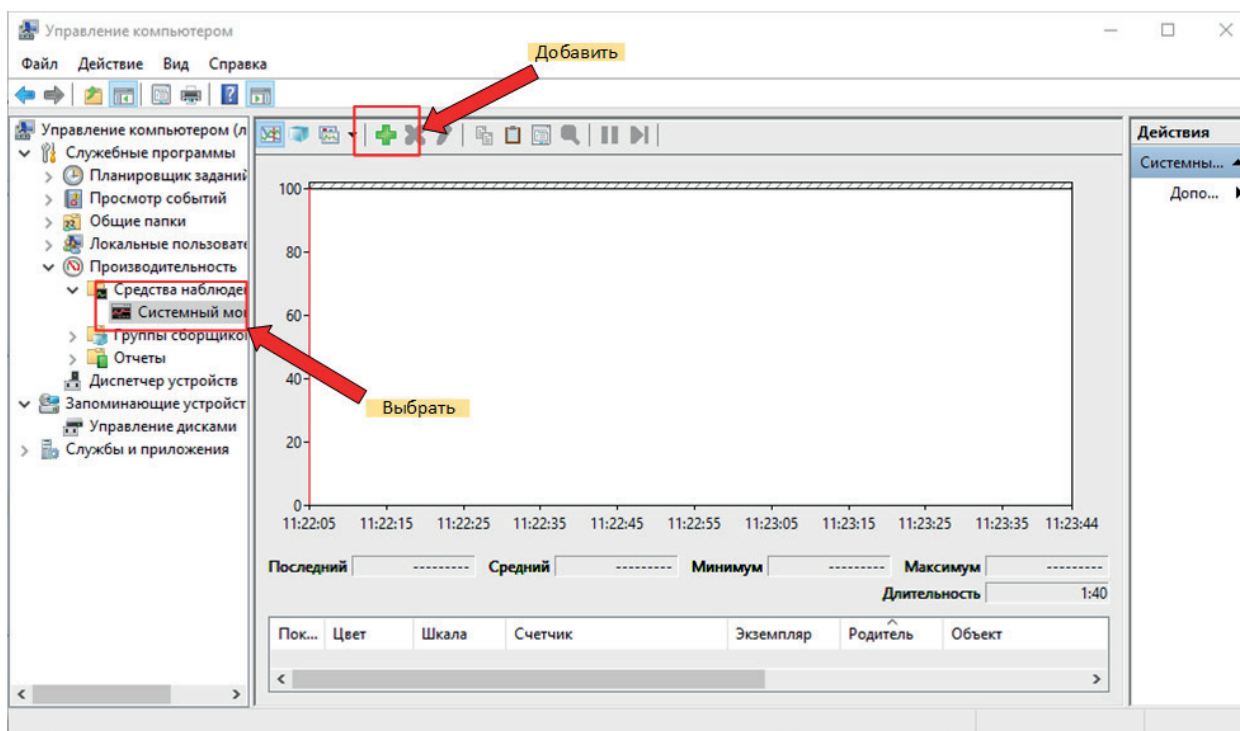 Управление компьютером
Добавить
Файл Действие Вид Справка
Управление компьютером (л
Служебные программы
Планировщик заданий
Просмотр событий
Общие папки
Локальные пользовате
Производительность
Средства наблюде
Системный мо
Группы сборщико
Отчеты
Диспетчер устройств
Запоминающие устройст
Управление дисками
Службы и приложения
100
80
60
40
20
0
Выбрать
11:22:05 11:22:15 11:22:25 11:22:35 11:22:45 11:22:55 11:23:05 11:23:15 11:23:25 11:23:35 11:23:44
Последний --------- Средний --------- Минимум --------- Максимум ---------
Длительность 1:40
Пок... Цвет Шкала Счетчик Экземпляр Родитель Объект
Действия
Системны...
Допо...